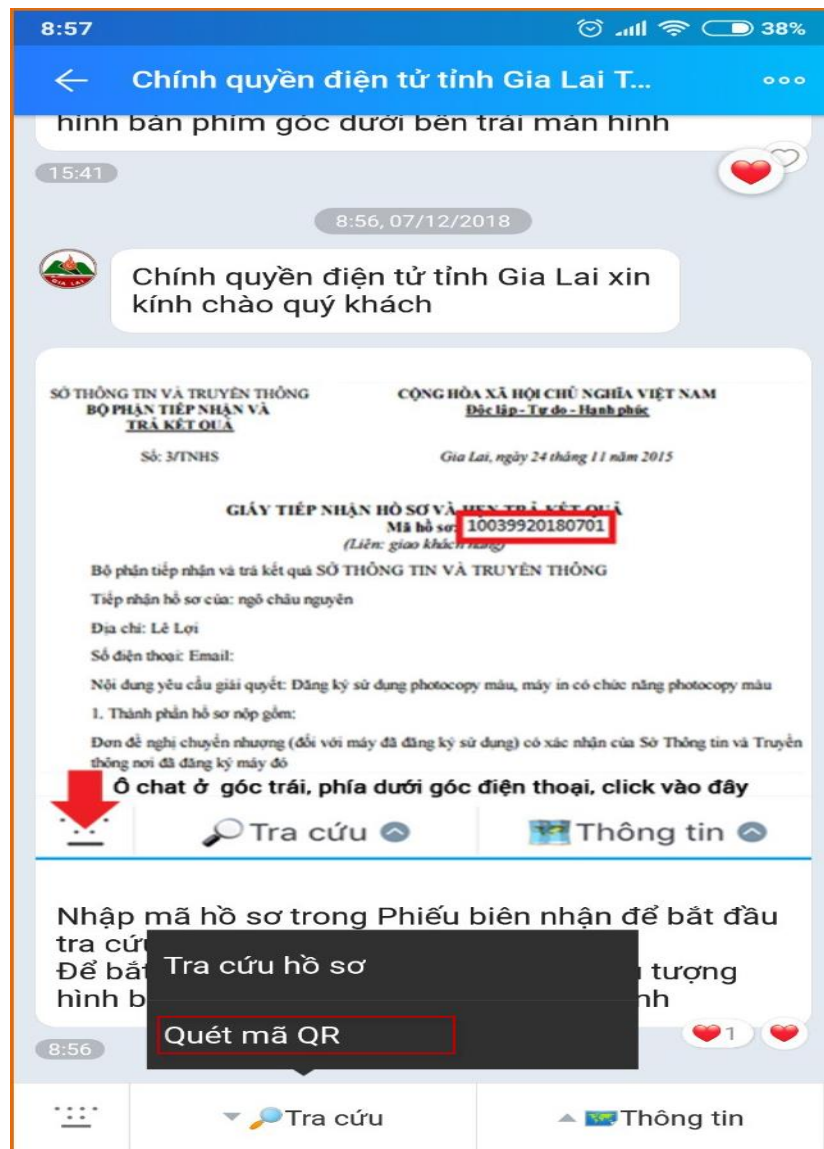 8:57
38%
Chính quyền điện tử tỉnh Gia Lai T...
hình bàn phím góc dưới bên trái màn hình
15:41
8:56, 07/12/2018
GIA LAI
Chính quyền điện tử tỉnh Gia Lai xin
kính chào quý khách
SỞ THÔNG TIN VÀ TRUYỀN THÔNG
BỘ PHẬN TIẾP NHẬN VÀ
TRẢ KẾT QUẢ
CỘNG HÒA XÃ HỘI CHỦ NGHĨA VIỆT NAM
Độc lập - Tự do - Hạnh phúc
Số: 3/TNHS
Gia Lai, ngày 24 tháng 11 năm 2015
GIẤY TIẾP NHẬN HỒ SƠ VÀ HẸN TRẢ KẾT QUẢ
Mã hồ sơ: 10039920180701
(Liên: giao khách hàng)
Bộ phận tiếp nhận và trả kết quả SỞ THÔNG TIN VÀ TRUYỀN THÔNG
Tiếp nhận hồ sơ của: ngô châu nguyên
Địa chỉ: Lê Lợi
Số điện thoại: Email:
Nội dung yêu cầu giải quyết: Đăng ký sử dụng photocopy màu, máy in có chức năng photocopy màu
1. Thành phần hồ sơ nộp gồm:
Đơn đề nghị chuyển nhượng (đối với máy đã đăng ký sử dụng) có xác nhận của Sở Thông tin và Truyền
thông nơi đã đăng ký máy đó
Ô chat ở góc trái, phía dưới góc điện thoại, click vào đây
Tra cứu
Thông tin
Nhập mã hồ sơ trong Phiếu biên nhận để bắt đầu
tra cứu
Để bắt tượng
hình
Tra cứu hồ sơ
Quét mã QR
1
8:56
Tra cứu
Thông tin